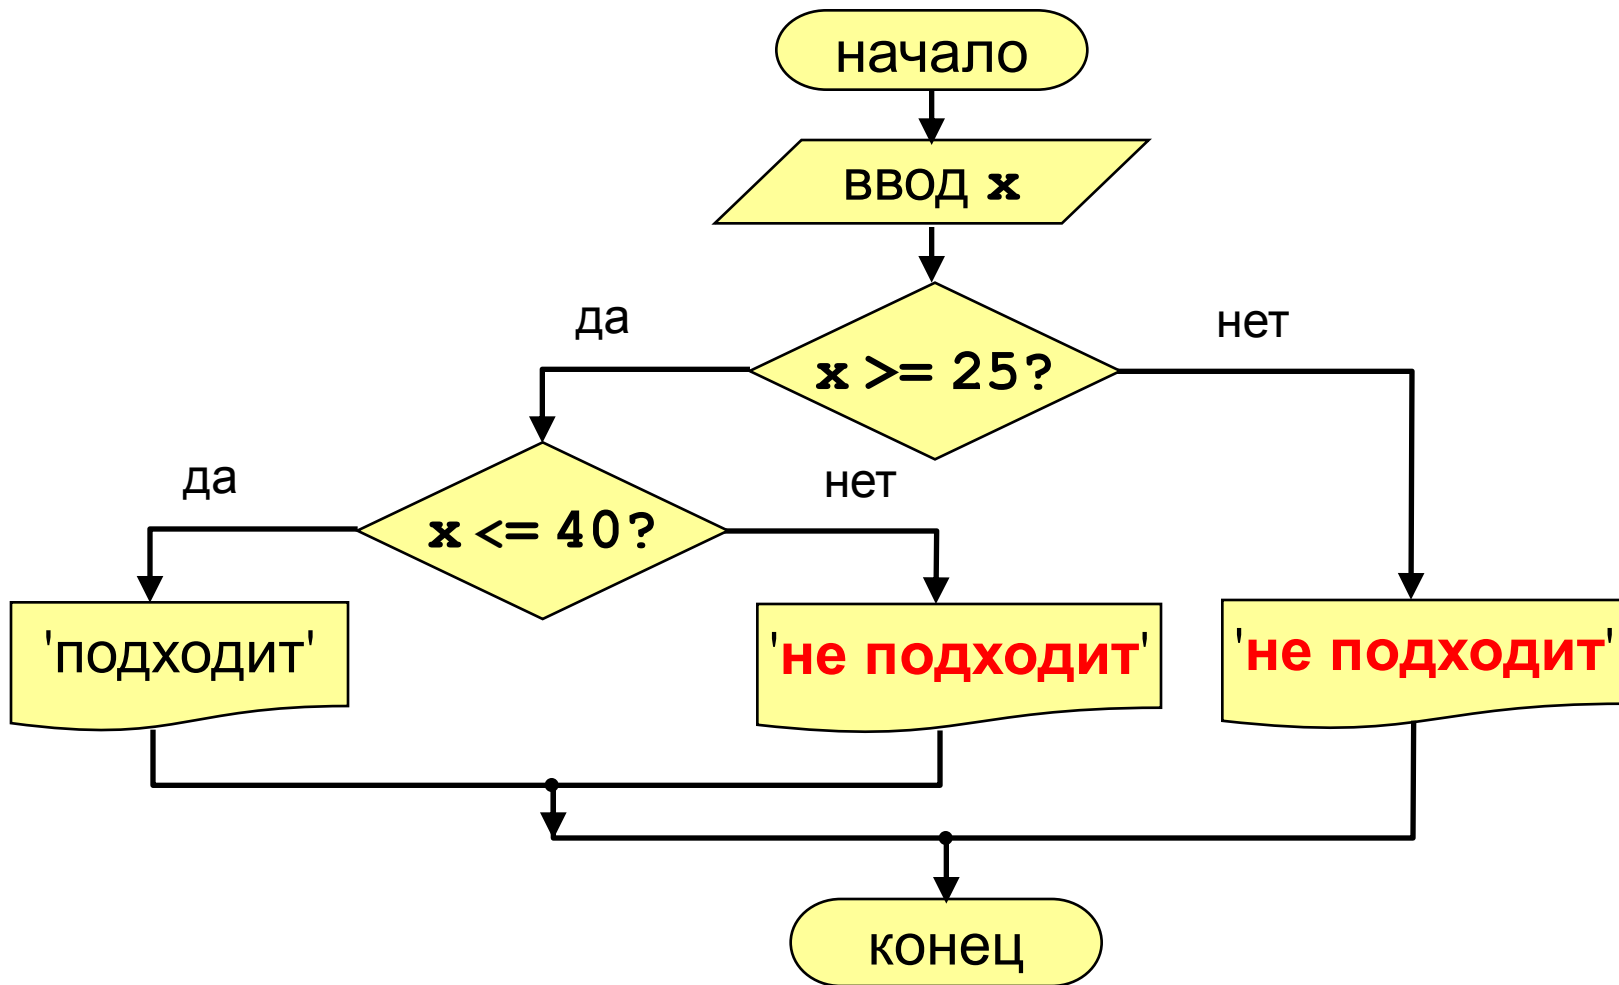 начало
ввод x
да
нет
x >= 25?
да
нет
x <= 40?
'подходит'
'не подходит'
'не подходит'
конец